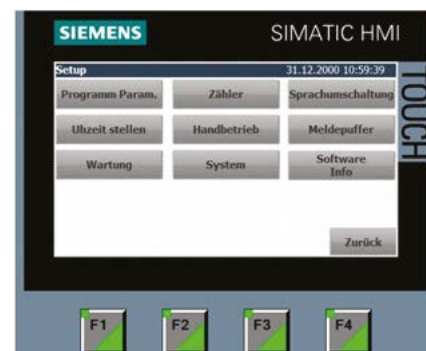 SIEMENS
SIMATIC HMI
Setup
31.12.2000 10:59:39
TOUCH
Programm Param.
Zähler
Sprachumschaltung
Uhzeit stellen
Handbetrieb
Meldepuffer
Wartung
System
Software
Info
Zurück
F1
F2
F3
F4